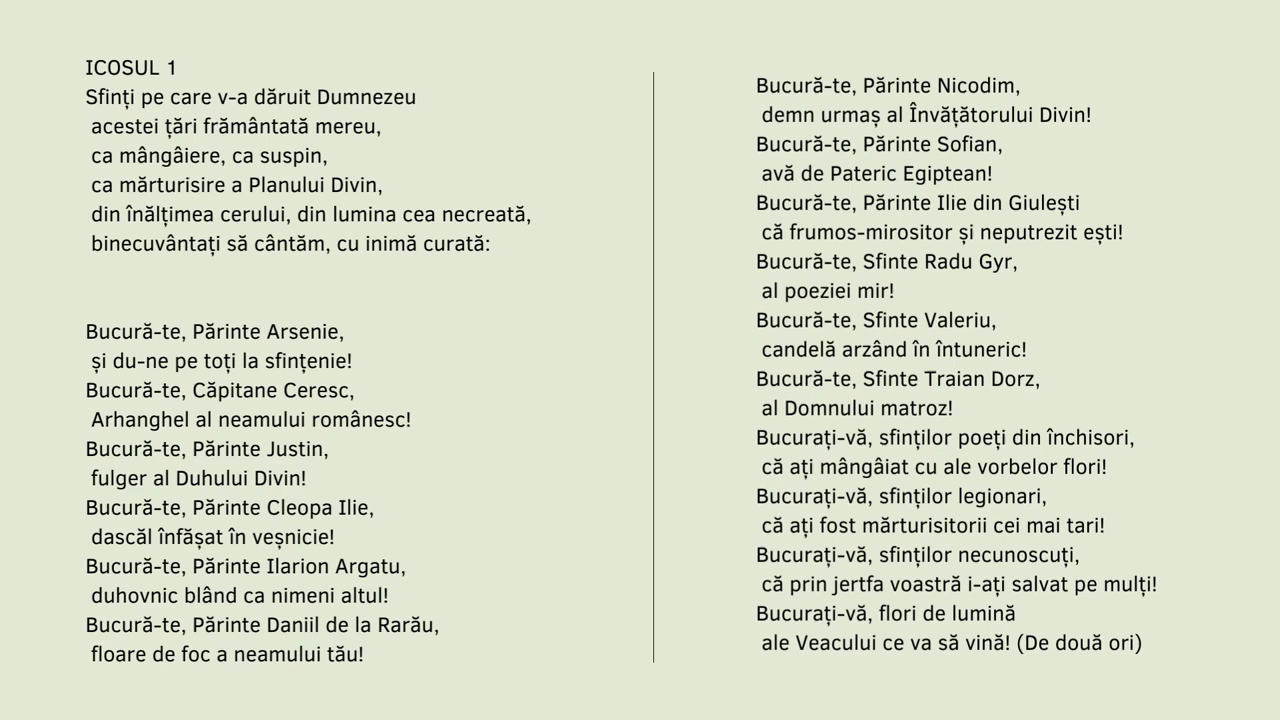 ICOSUL 1
Sfinți pe care v-a dăruit Dumnezeu
acestei țări frământată mereu,
ca mângâiere, ca suspin,
ca mărturisire a Planului Divin,
din înălțimea cerului, din lumina cea necreată,
binecuvântați să cântăm, cu inimă curată:
Bucură-te, Părinte Arsenie,
și du-ne pe toți la sfințenie!
Bucură-te, Căpitane Ceresc,
Arhanghel al neamului românesc!
Bucură-te, Părinte Justin,
fulger al Duhului Divin!
Bucură-te, Părinte Cleopa Ilie,
dascăl înfășat în veșnicie!
Bucură-te, Părinte Ilarion Argatu,
duhovnic blând ca nimeni altul!
Bucură-te, Părinte Daniil de la Rarău,
floare de foc a neamului tău!
Bucură-te, Părinte Nicodim,
demn urmaș al Învățătorului Divin!
Bucură-te, Părinte Sofian,
avă de Pateric Egiptean!
Bucură-te, Părinte Ilie din Giulești
că frumos-mirositor și neputrezit ești!
Bucură-te, Sfinte Radu Gyr,
al poeziei mir!
Bucură-te, Sfinte Valeriu,
candelă arzând în întuneric!
Bucură-te, Sfinte Traian Dorz,
al Domnului matroz!
Bucurați-vă, sfinților poeți din închisori,
că ați mângâiat cu ale vorbelor flori!
Bucurați-vă, sfinților legionari,
că ați fost mărturisitorii cei mai tari!
Bucurați-vă, sfinților necunoscuți,
că prin jertfa voastră i-ați salvat pe mulți!
Bucurați-vă, flori de lumină
ale Veacului ce va să vină! (De două ori)